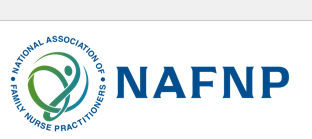 NATIONAL ASSOCIATION OF
• FAMILY NURSE PRACTITIONERS •
NAFNP